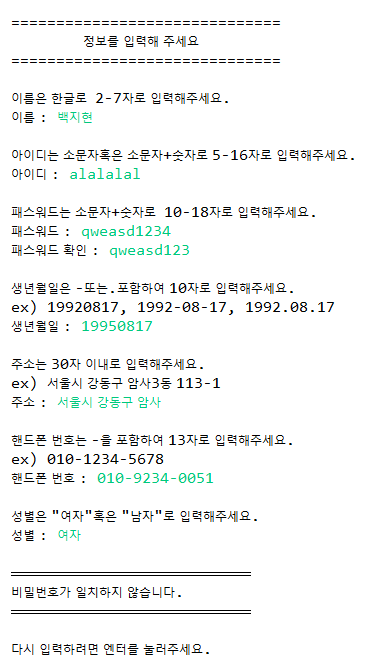 ==============================
정보를 입력해 주세요
==============================
이름은 한글로 2-7자로 입력해주세요.
이름 : 백지현
아이디는 소문자혹은 소문자+숫자로 5-16자로 입력해주세요.
아이디 : alalalal
패스워드는 소문자+숫자로 10-18자로 입력해주세요.
패스워드 : qweasd1234
패스워드 확인 : qweasd123
생년월일은 -또는.포함하여 10자로 입력해주세요.
ex) 19920817, 1992-08-17, 1992.08.17
생년월일 : 19950817
주소는 30자 이내로 입력해주세요.
ex) 서울시 강동구 암사3동 113-1
주소 : 서울시 강동구 암사
핸드폰 번호는 -을 포함하여 13자로 입력해주세요.
ex) 010-1234-5678
핸드폰 번호 : 010-9234-0051
성별은 "여자"혹은 "남자"로 입력해주세요.
성별 : 여자
══════════════════════════════
비밀번호가 일치하지 않습니다.
══════════════════════════════
다시 입력하려면 엔터를 눌러주세요.